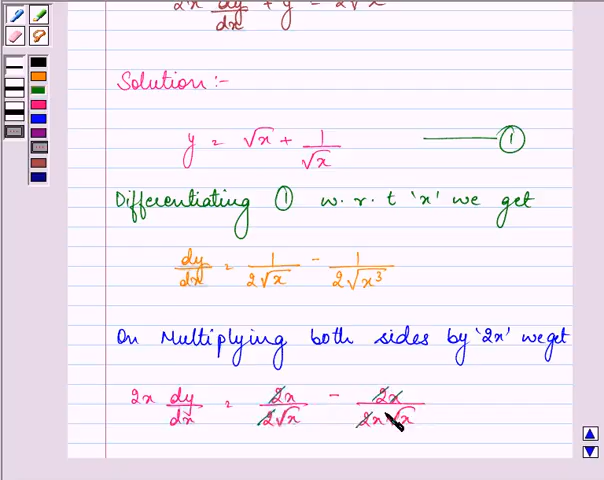 2x dy/dx + y = 2√x
Solution :-
y = √x + 1/√x ——— ①
Differentiating ① w.r.t 'x' we get
dy/dx = 1/2√x - 1/2√x³
On Multiplying both sides by '2x' we get
2x dy/dx = 2x/2√x - 2x/2x√x